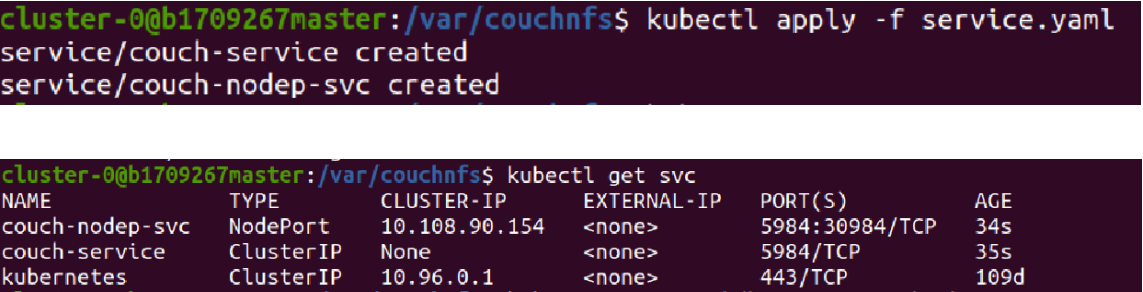 cluster-0@b1709267master:/var/couchnfs$ kubectl apply -f service.yaml
service/couch-service created
service/couch-nodep-svc created
cluster-0@b1709267master:/var/couchnfs$ kubectl get svc
NAME TYPE CLUSTER-IP EXTERNAL-IP PORT(S) AGE
couch-nodep-svc NodePort 10.108.90.154 <none> 5984:30984/TCP 34s
couch-service ClusterIP None <none> 5984/TCP 35s
kubernetes ClusterIP 10.96.0.1 <none> 443/TCP 109d